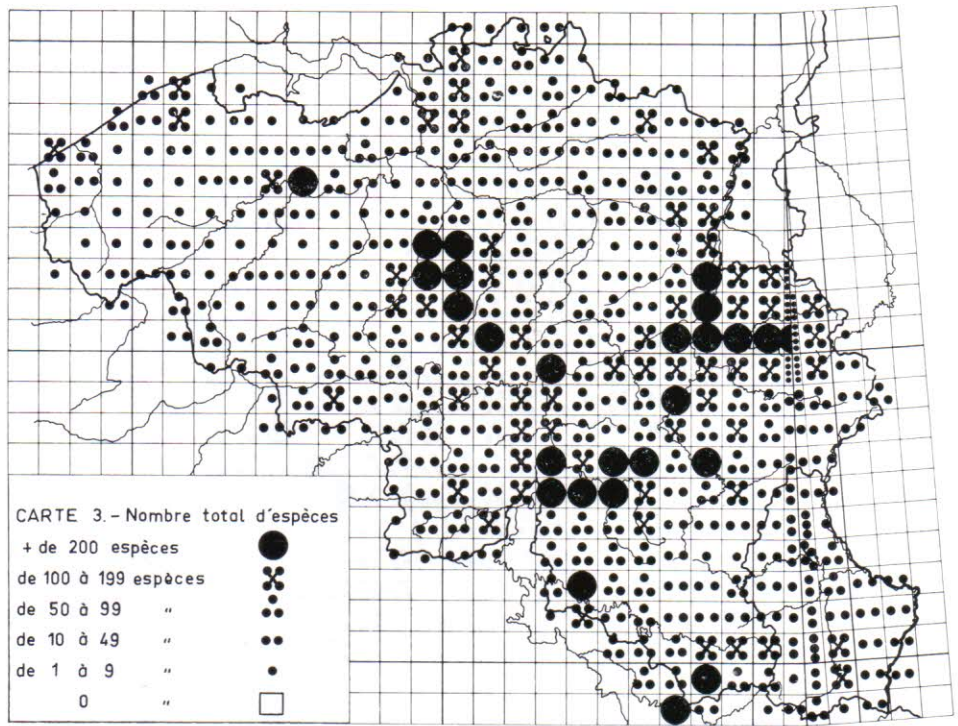 CARTE 3.-Nombre total d'espèces
+ de 200 espèces
de 100 à 199 espèces
de 50 à 99 "
de 10 à 49 "
de 1 à 9 "
0 "